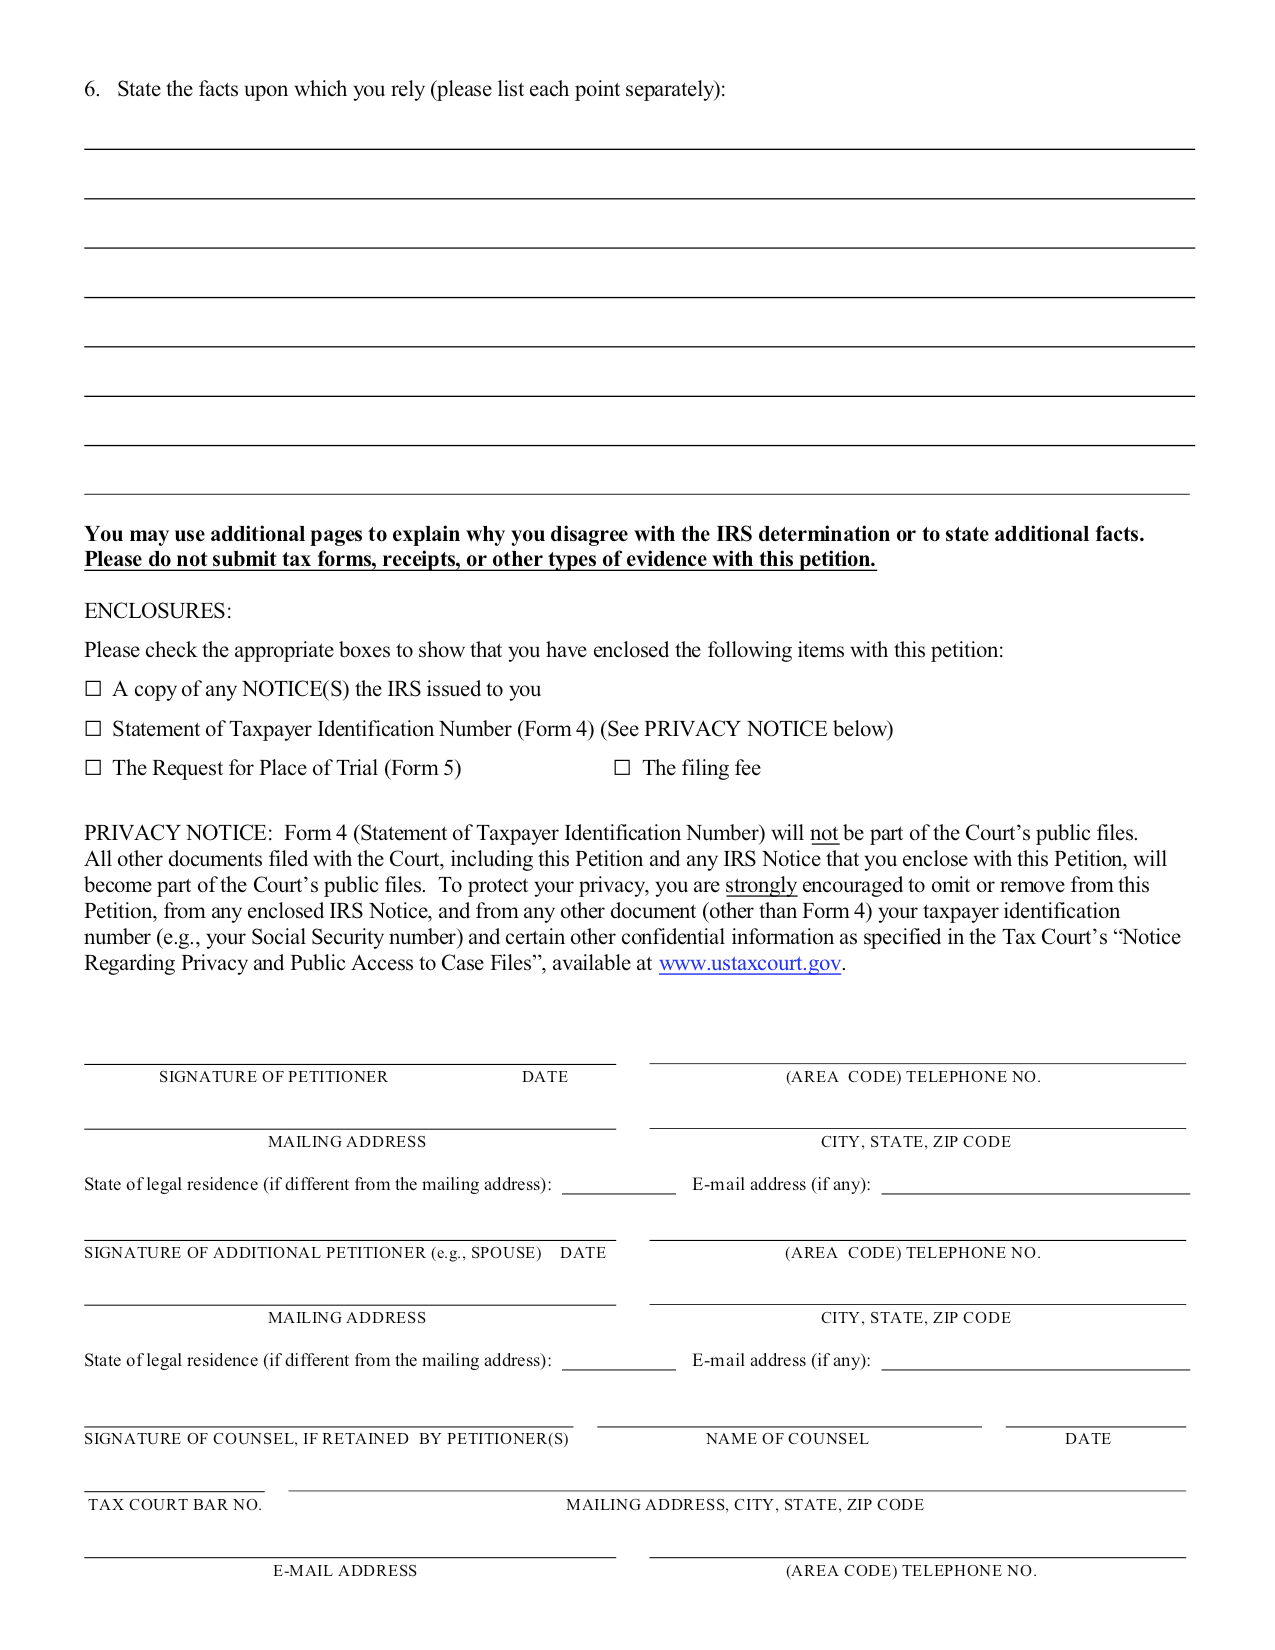 6. State the facts upon which you rely (please list each point separately):
You may use additional pages to explain why you disagree with the IRS determination or to state additional facts.
Please do not submit tax forms, receipts, or other types of evidence with this petition.
ENCLOSURES:
Please check the appropriate boxes to show that you have enclosed the following items with this petition:
☐ A copy of any NOTICE(S) the IRS issued to you
☐ Statement of Taxpayer Identification Number (Form 4) (See PRIVACY NOTICE below)
☐ The Request for Place of Trial (Form 5) ☐ The filing fee
PRIVACY NOTICE: Form 4 (Statement of Taxpayer Identification Number) will not be part of the Court’s public files.
All other documents filed with the Court, including this Petition and any IRS Notice that you enclose with this Petition, will
become part of the Court’s public files. To protect your privacy, you are strongly encouraged to omit or remove from this
Petition, from any enclosed IRS Notice, and from any other document (other than Form 4) your taxpayer identification
number (e.g., your Social Security number) and certain other confidential information as specified in the Tax Court’s “Notice
Regarding Privacy and Public Access to Case Files”, available at www.ustaxcourt.gov.
SIGNATURE OF PETITIONER DATE (AREA CODE) TELEPHONE NO.
MAILING ADDRESS CITY, STATE, ZIP CODE
State of legal residence (if different from the mailing address): E-mail address (if any):
SIGNATURE OF ADDITIONAL PETITIONER (e.g., SPOUSE) DATE (AREA CODE) TELEPHONE NO.
MAILING ADDRESS CITY, STATE, ZIP CODE
State of legal residence (if different from the mailing address): E-mail address (if any):
SIGNATURE OF COUNSEL, IF RETAINED BY PETITIONER(S) NAME OF COUNSEL DATE
TAX COURT BAR NO. MAILING ADDRESS, CITY, STATE, ZIP CODE
E-MAIL ADDRESS (AREA CODE) TELEPHONE NO.